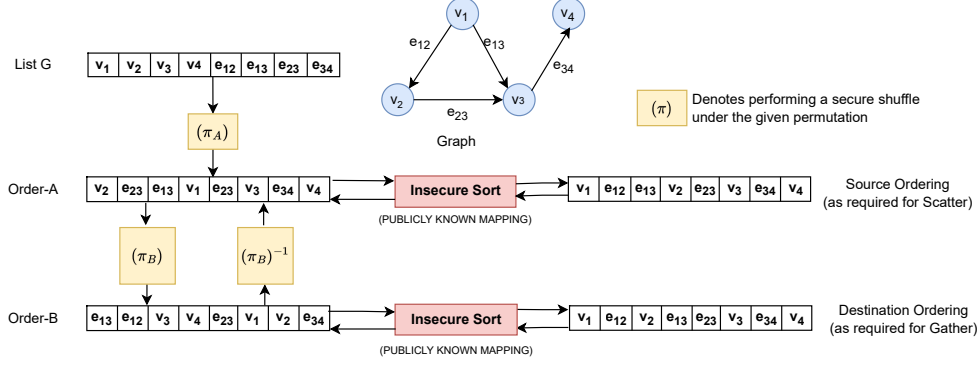 v1
v4
e12
e13
e34
v2
v3
e23
Graph
List G
v1 v2 v3 v4 e12 e13 e23 e34
(πA)
(π)
Denotes performing a secure shuffle
under the given permutation
Order-A
v2 e23 e13 v1 e23 v3 e34 v4
Insecure Sort
(PUBLICLY KNOWN MAPPING)
v1 e12 e13 v2 e23 v3 e34 v4
Source Ordering
(as required for Scatter)
(πB)
(πB)−1
Order-B
e13 e12 v3 v4 e23 v1 v2 e34
Insecure Sort
(PUBLICLY KNOWN MAPPING)
v1 e12 v2 e13 e23 v3 e34 v4
Destination Ordering
(as required for Gather)